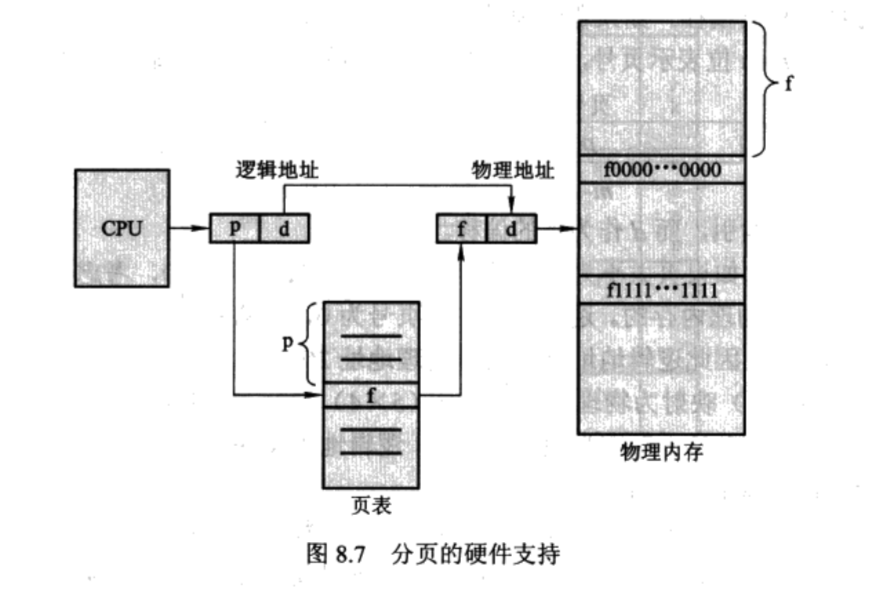 f
逻辑地址
物理地址
f0000···0000
CPU
p
d
f
d
f1111···1111
p
f
物理内存
页表
图 8.7 分页的硬件支持